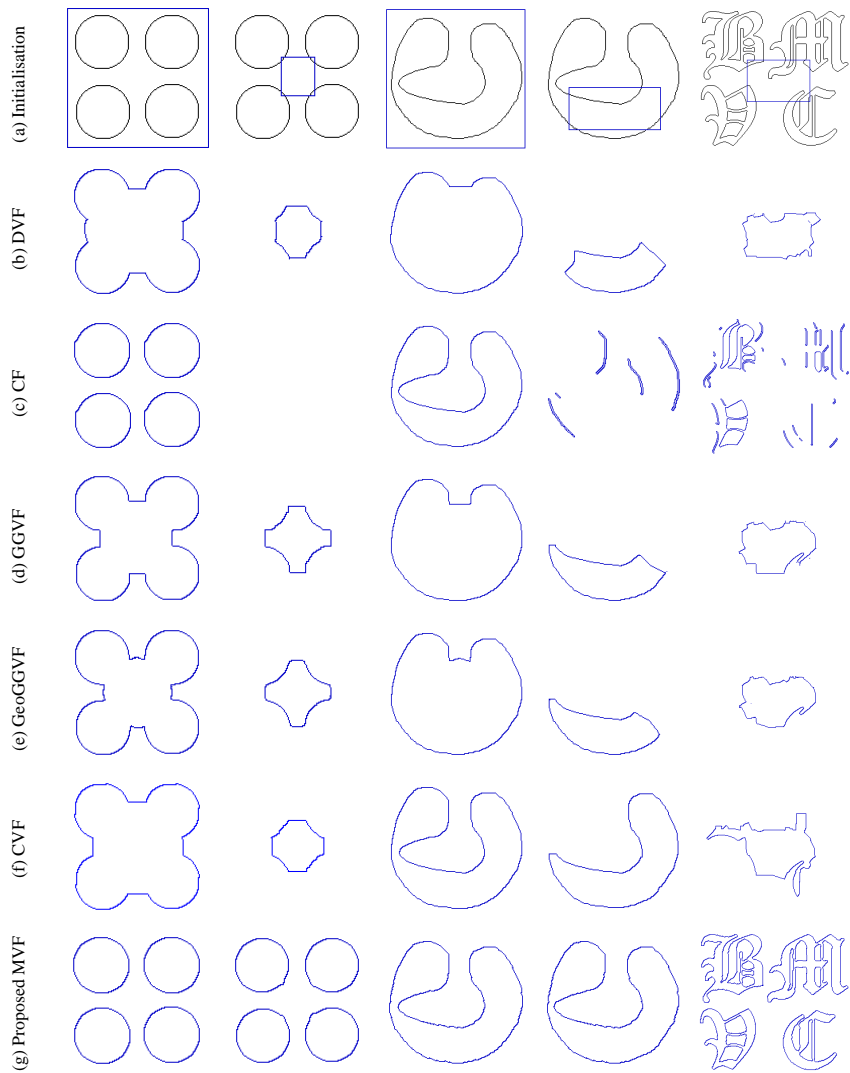 (a) Initialisation
B M
V C
(b) DVF
(c) CF
(d) GGVF
(e) GeoGGVF
(f) CVF
(g) Proposed MVF
B M
V C